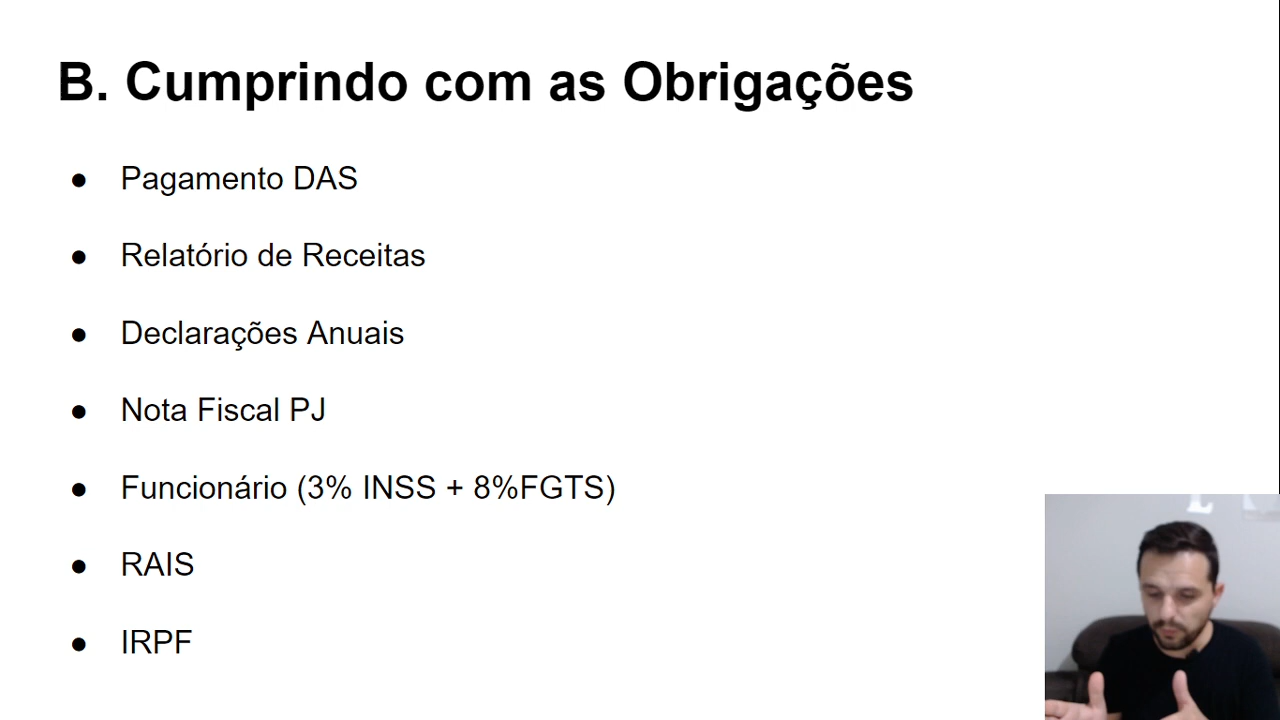 B. Cumprindo com as Obrigações
● Pagamento DAS
● Relatório de Receitas
● Declarações Anuais
● Nota Fiscal PJ
● Funcionário (3% INSS + 8%FGTS)
● RAIS
● IRPF